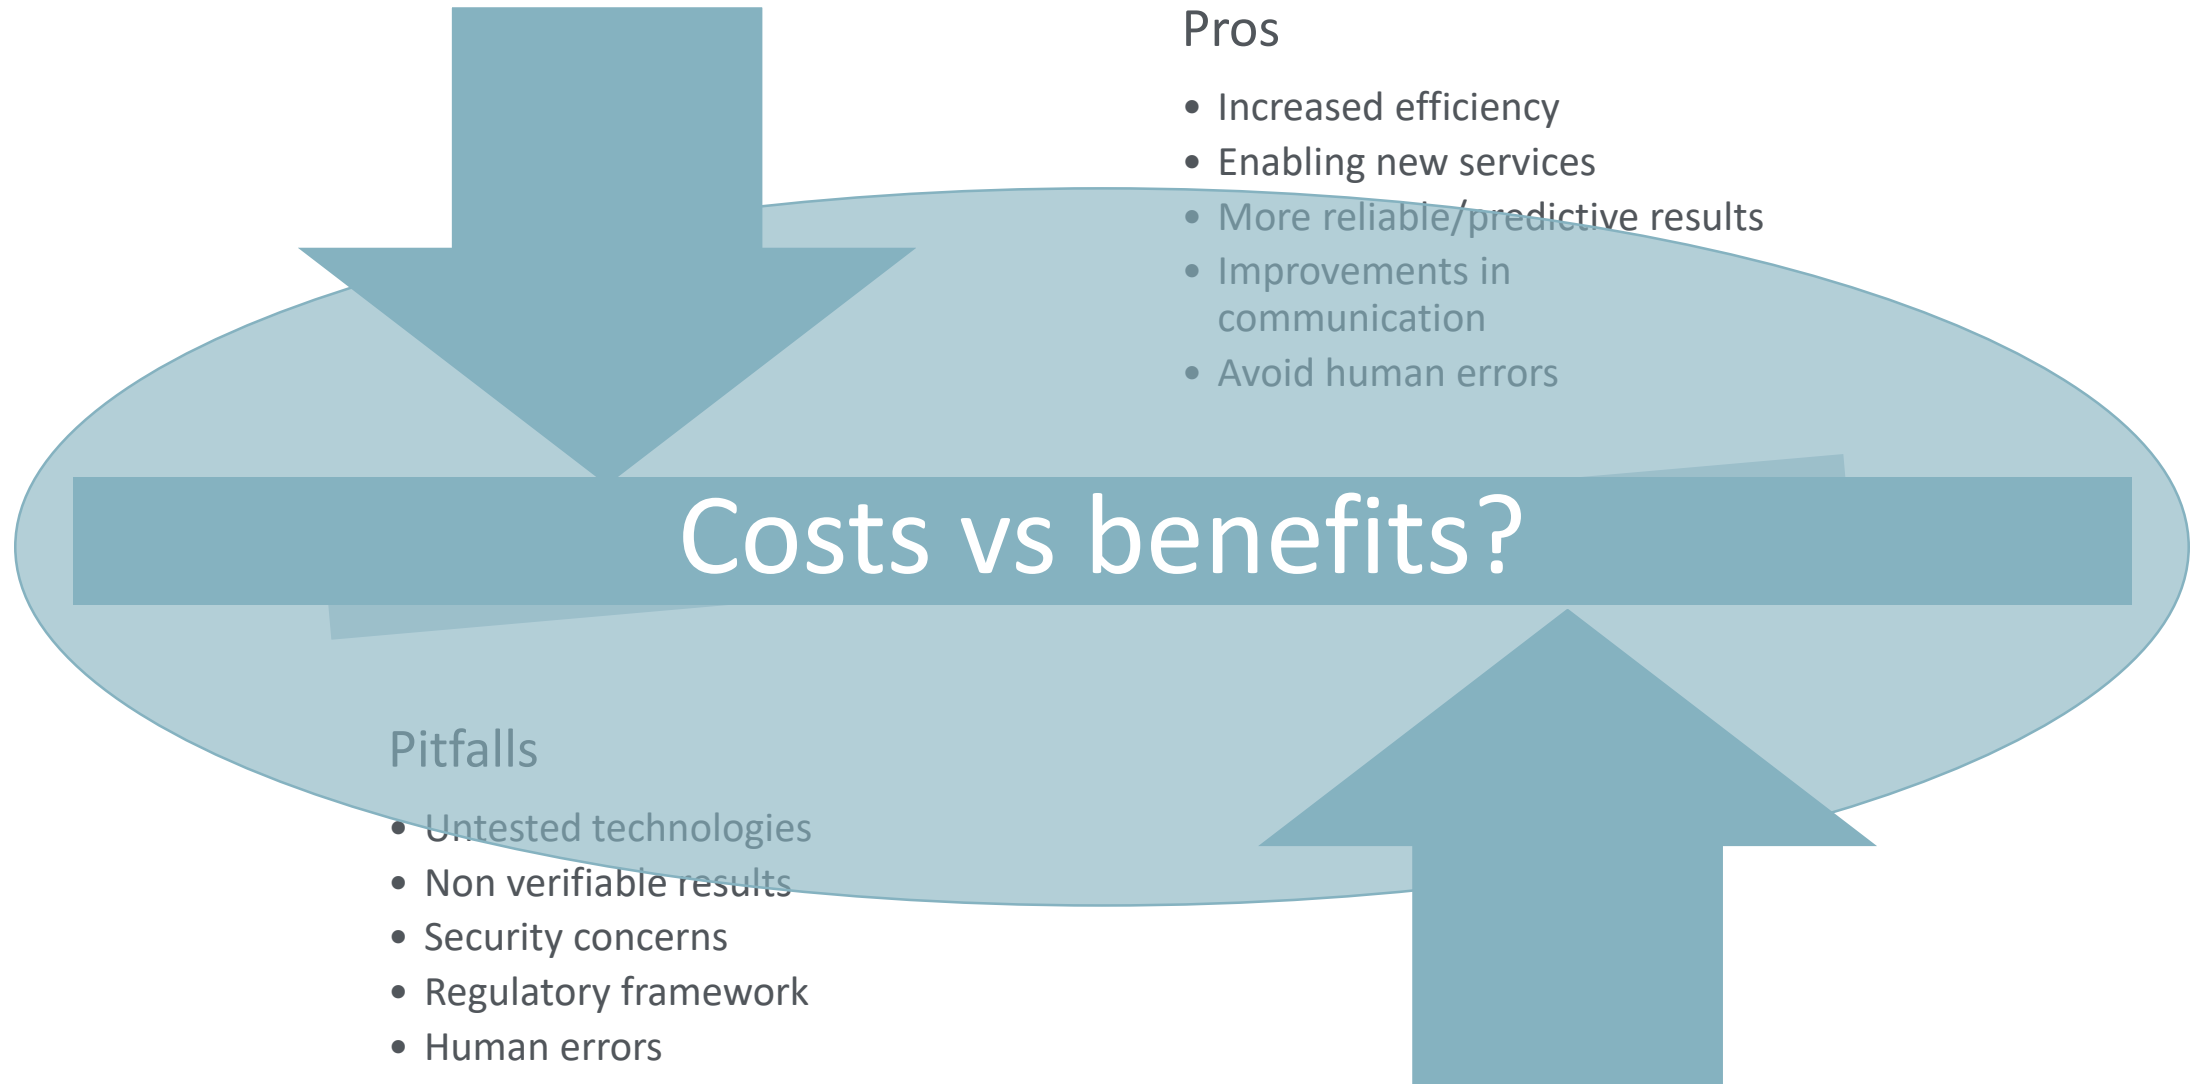 Pros
• Increased efficiency
• Enabling new services
• More reliable/predictive results
• Improvements in
communication
• Avoid human errors
Costs vs benefits?
Pitfalls
• Untested technologies
• Non verifiable results
• Security concerns
• Regulatory framework
• Human errors